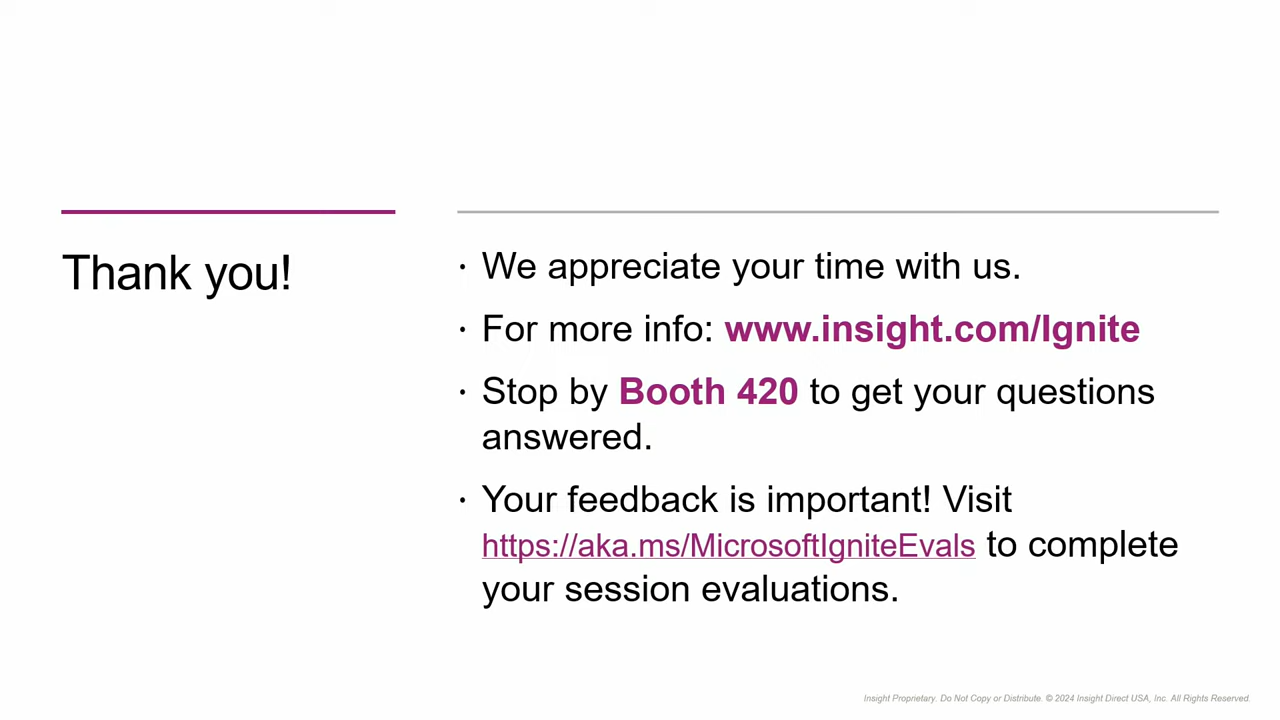 Thank you!
· We appreciate your time with us.
· For more info: www.insight.com/Ignite
· Stop by Booth 420 to get your questions
answered.
· Your feedback is important! Visit
https://aka.ms/MicrosoftIgniteEvals to complete
your session evaluations.
Insight Proprietary. Do Not Copy or Distribute. © 2024 Insight Direct USA, Inc. All Rights Reserved.